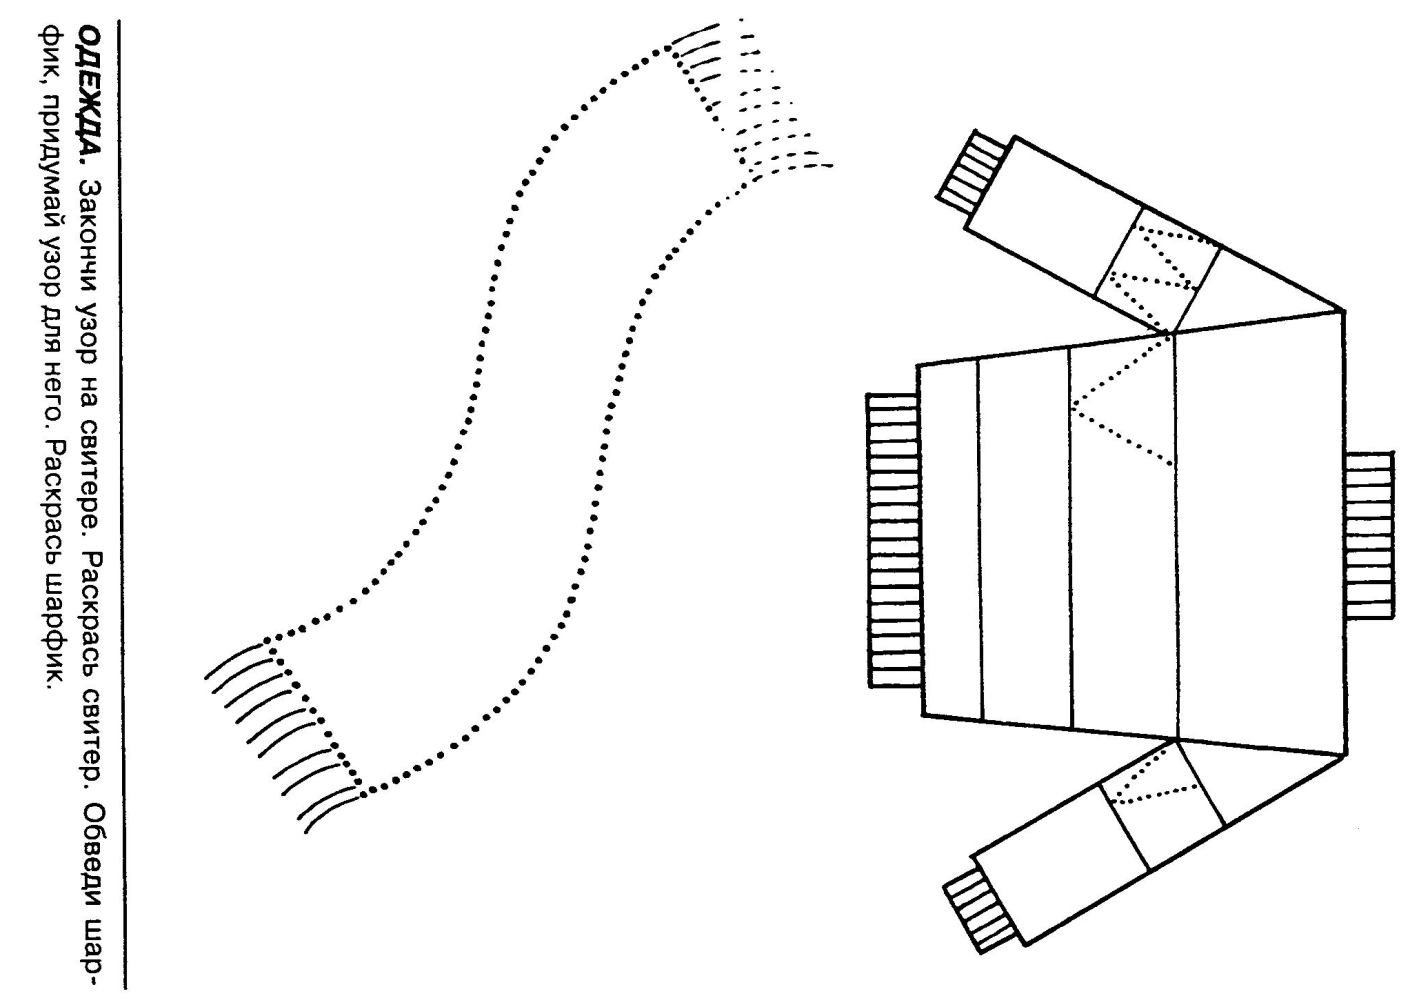 ОДЕЖДА. Закончи узор на свитере. Раскрась свитер. Обведи шар-
фик, придумай узор для него. Раскрась шарфик.